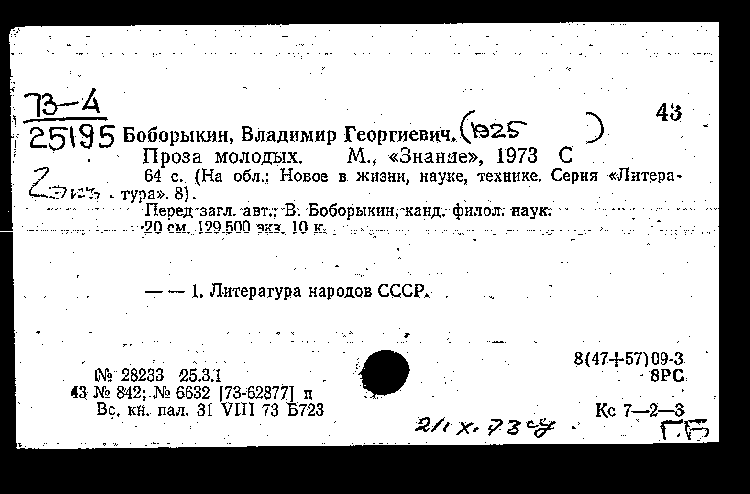 73-4
25195
43
Боборыкин, Владимир Георгиевич. (1925 )
Проза молодых. М., «Знание», 1973 С
64 с. (На обл.: Новое в жизни, науке, технике. Серия «Литера-
2 экз. тура». 8).
Перед загл. авт.: В. Боборыкин, канд. филол. наук.
20 см. 129.500 экз. 10 к.
— — 1. Литература народов СССР.
8(47+57)09-3
№ 28233 25.3.1 8РС
43 № 842; № 6632 [73-62877] п
Вс. кн. пал. 31 VIII 73 Б723 Кс 7—2—3
Г.Б